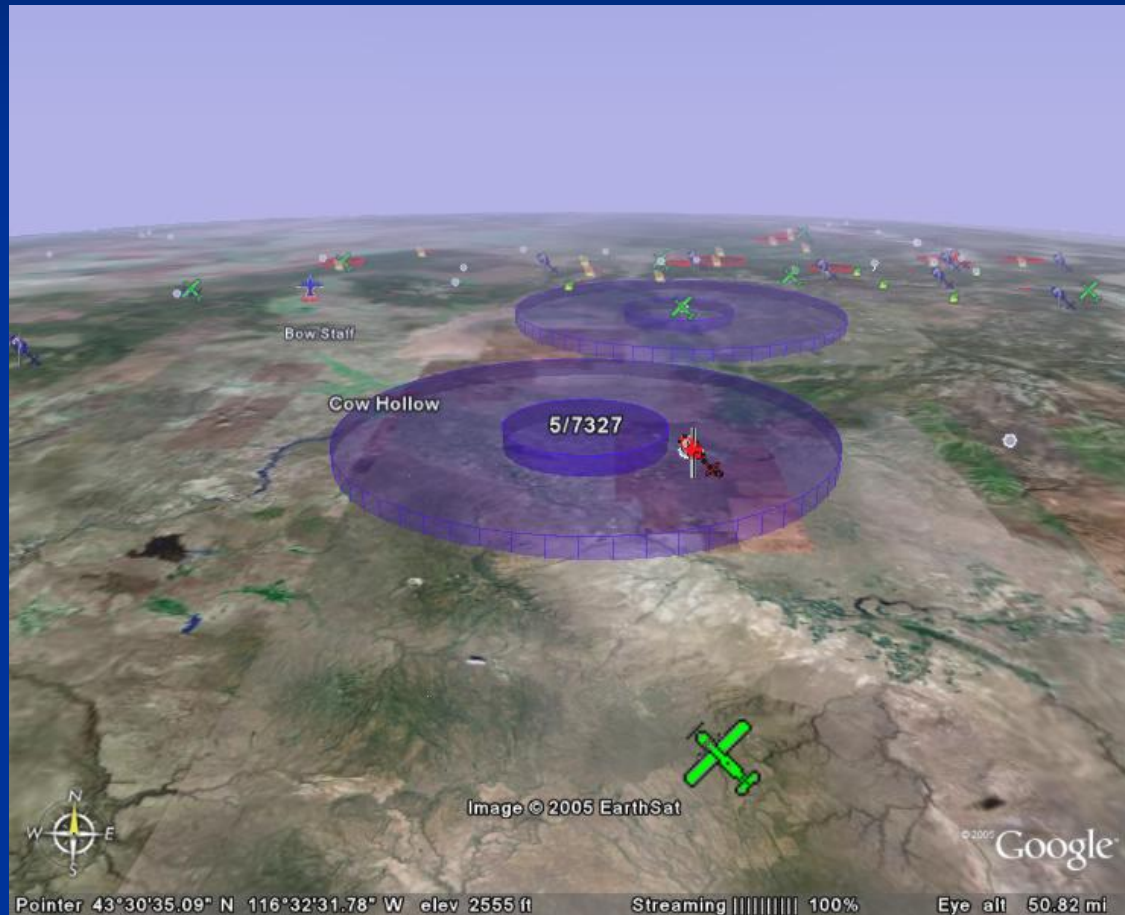 Bow Staff
Cow Hollow
5/7327
Image © 2005 EarthSat
N
W E
S
© 2005 Google
Pointer 43°30'35.09" N 116°32'31.78" W elev 2555 ft Streaming |||||||||| 100% Eye alt 50.82 mi